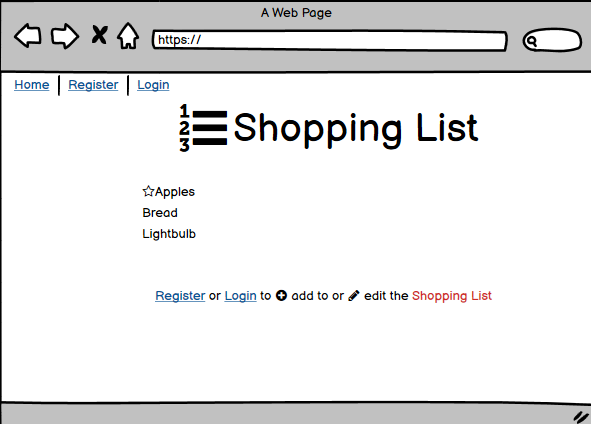 A Web Page
https://
Home Register Login
1
2
3
Shopping List
Apples
Bread
Lightbulb
Register or Login to add to or edit the Shopping List